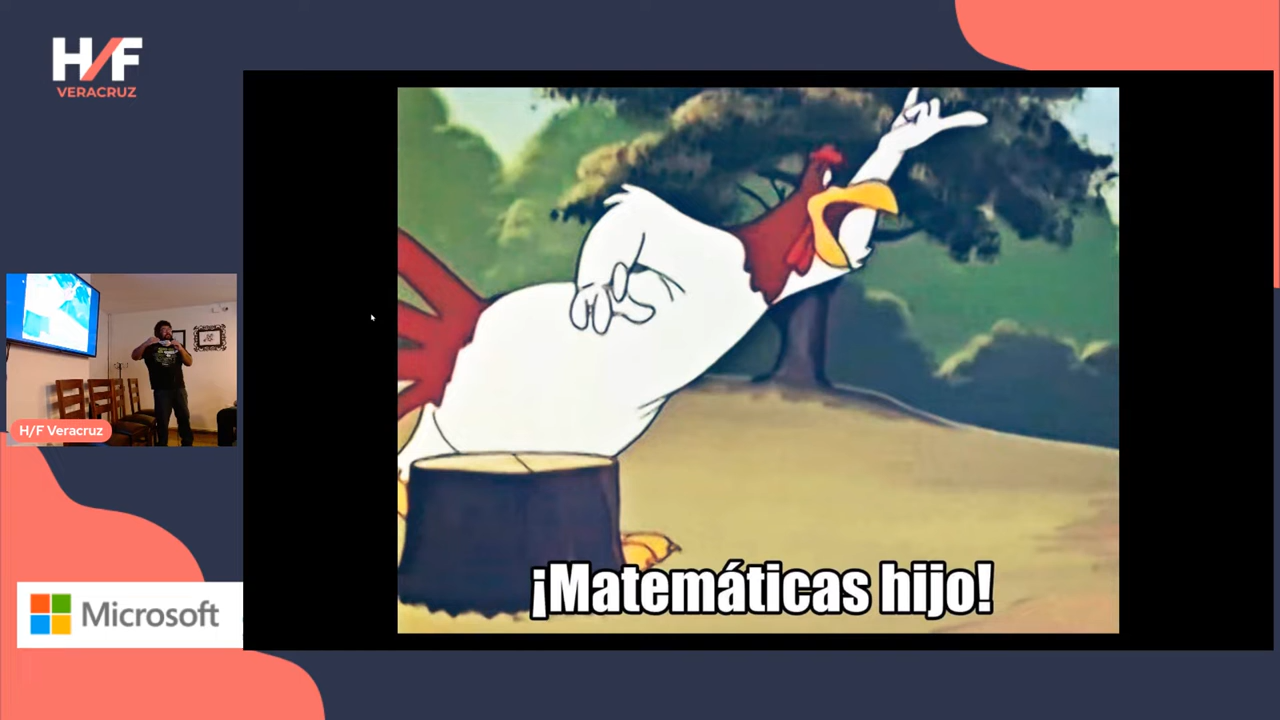 H/F
VERACRUZ
H/F Veracruz
Microsoft
¡Matemáticas hijo!